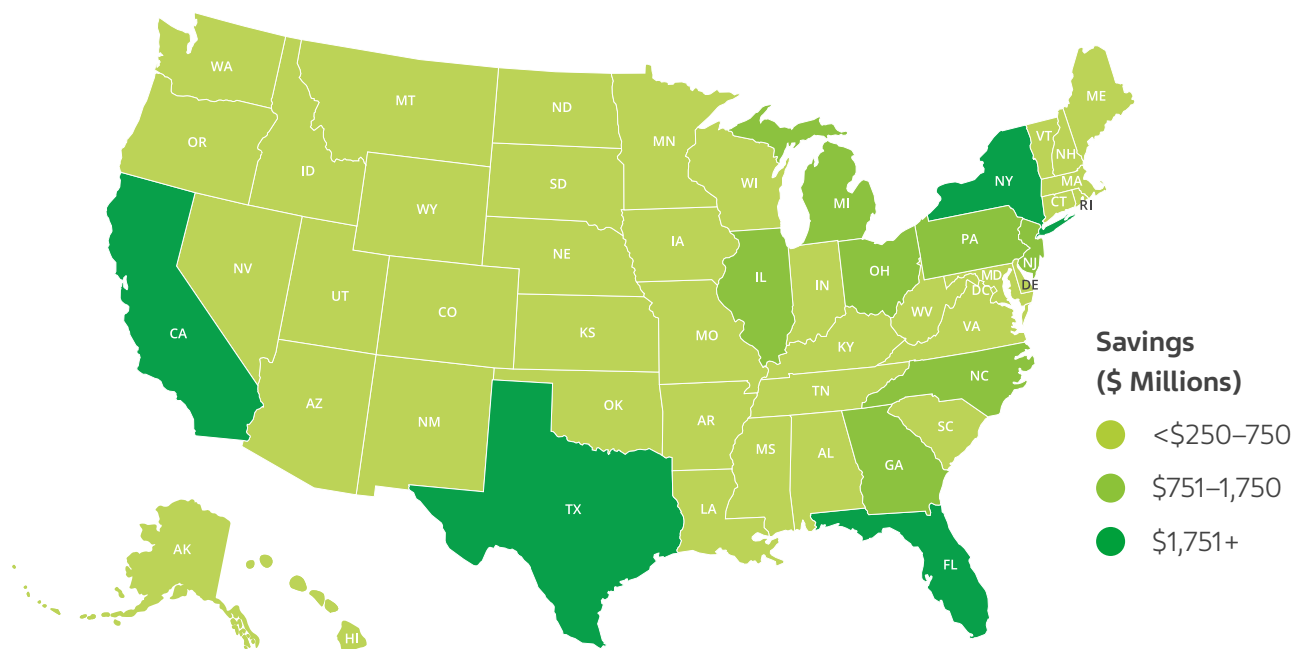 WA
MT
ND
MN
ME
OR
ID
SD
WI
VT
NH
WY
MI
NY
MA
CT
RI
NE
IA
PA
NV
UT
CO
IL
IN
OH
NJ
MD
DE
DC
CA
KS
MO
WV
VA
KY
AZ
NM
OK
AR
TN
NC
SC
MS
AL
GA
TX
LA
FL
AK
HI
Savings
($ Millions)
<$250–750
$751–1,750
$1,751+